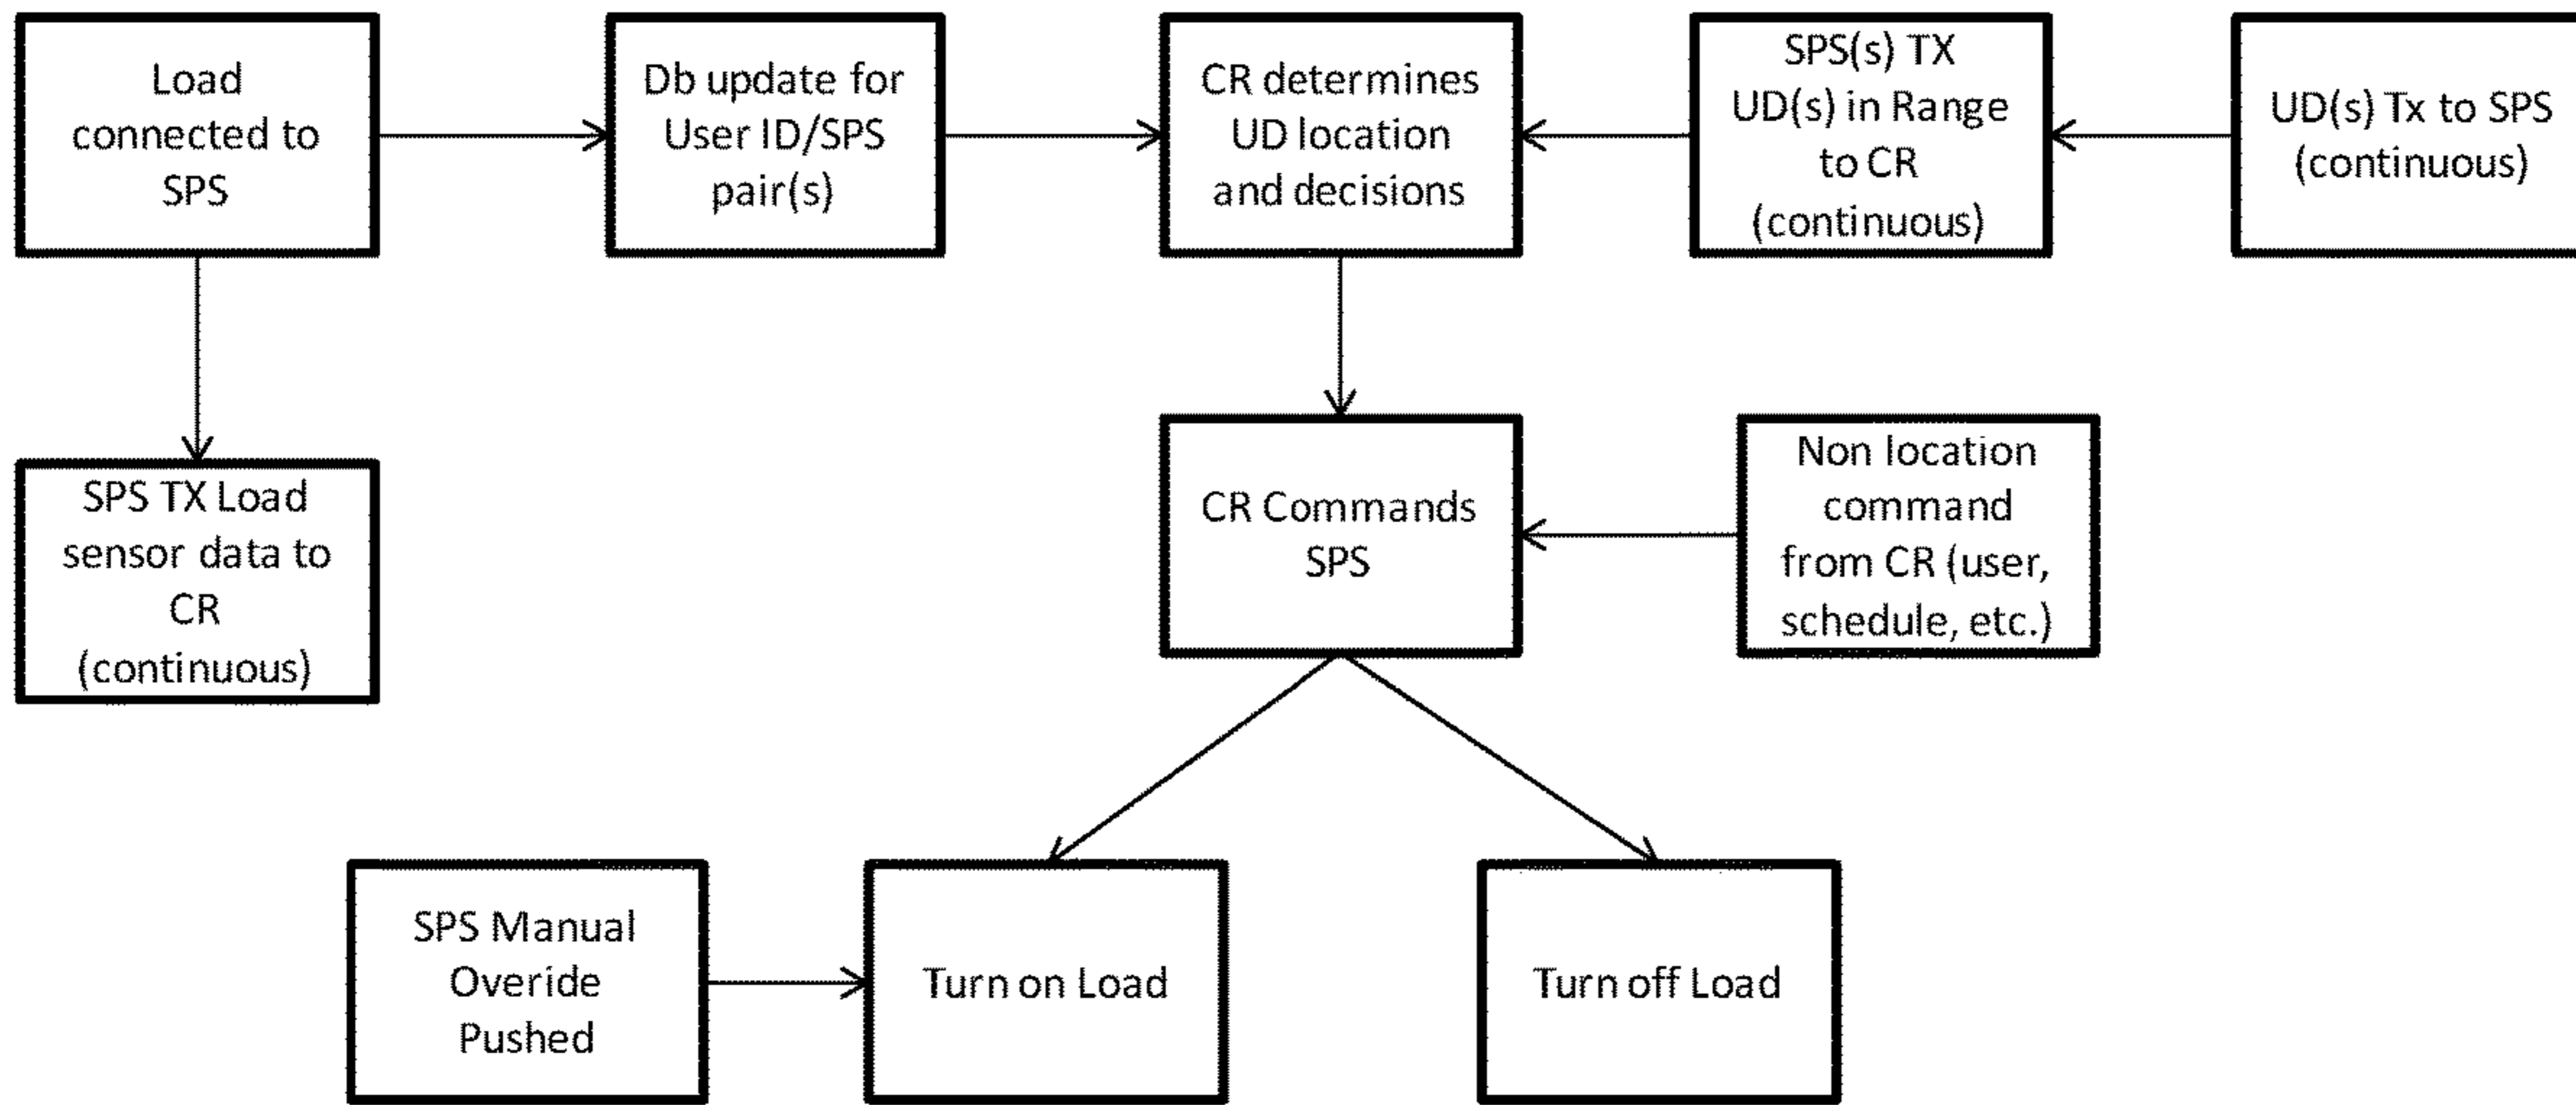 Load
connected to
SPS
Db update for
User ID/SPS
pair(s)
CR determines
UD location
and decisions
SPS(s) TX
UD(s) in Range
to CR
(continuous)
UD(s) Tx to SPS
(continuous)
SPS TX Load
sensor data to
CR
(continuous)
CR Commands
SPS
Non location
command
from CR (user,
schedule, etc.)
SPS Manual
Overide
Pushed
Turn on Load
Turn off Load